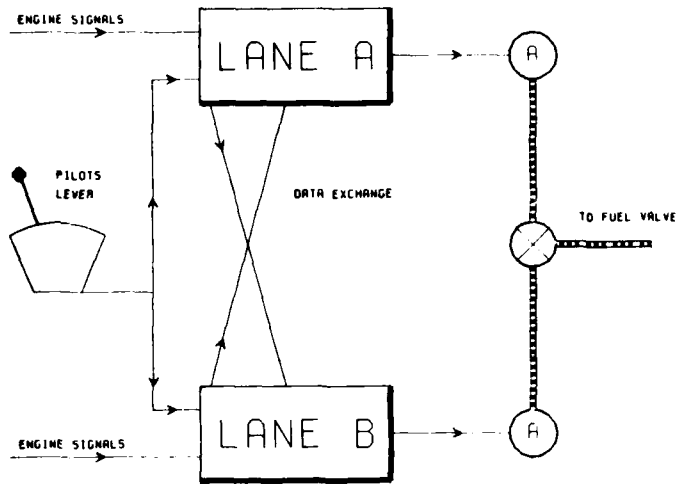 ENGINE SIGNALS
LANE A
A
PILOTS
LEVER
DATA EXCHANGE
TO FUEL VALVE
LANE B
A
ENGINE SIGNALS